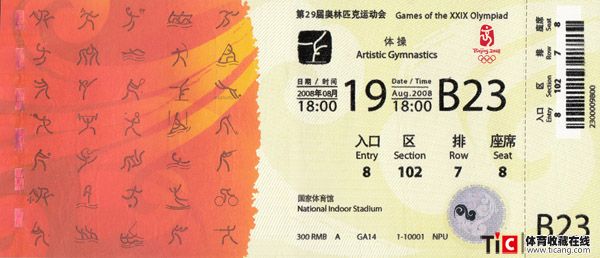 第29届奥林匹克运动会 Games of the XXIX Olympiad
体操
Artistic Gymnastics
Beijing 2008
日期 / 时间
2008年08月
18:00
19
Date / Time
Aug.2008
18:00
B23
入口 区 排 座席
Entry Section Row Seat
8 102 7 8
国家体育馆
National Indoor Stadium
300 RMB A GA14 1-10001 NPU
座席 Seat 8
排 Row 7
区 Section 102
入口 Entry 8
2300009800
B23
TiC 体育收藏在线
www.ticang.com